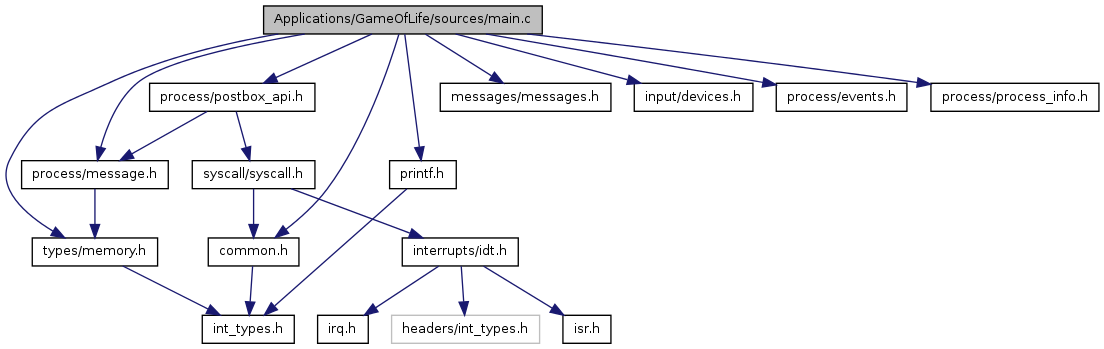 Applications/GameOfLife/sources/main.c
process/postbox_api.h
messages/messages.h
input/devices.h
process/events.h
process/process_info.h
process/message.h
syscall/syscall.h
printf.h
types/memory.h
common.h
interrupts/idt.h
int_types.h
irq.h
headers/int_types.h
isr.h